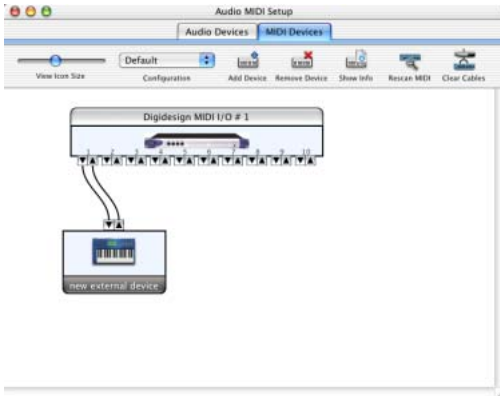 Audio MIDI Setup
Audio Devices MIDI Devices
Default
View Icon Size Configuration Add Device Remove Device Show Info Rescan MIDI Clear Cables
Digidesign MIDI I/O # 1
1 2 3 4 5 6 7 8 9 10
new external device